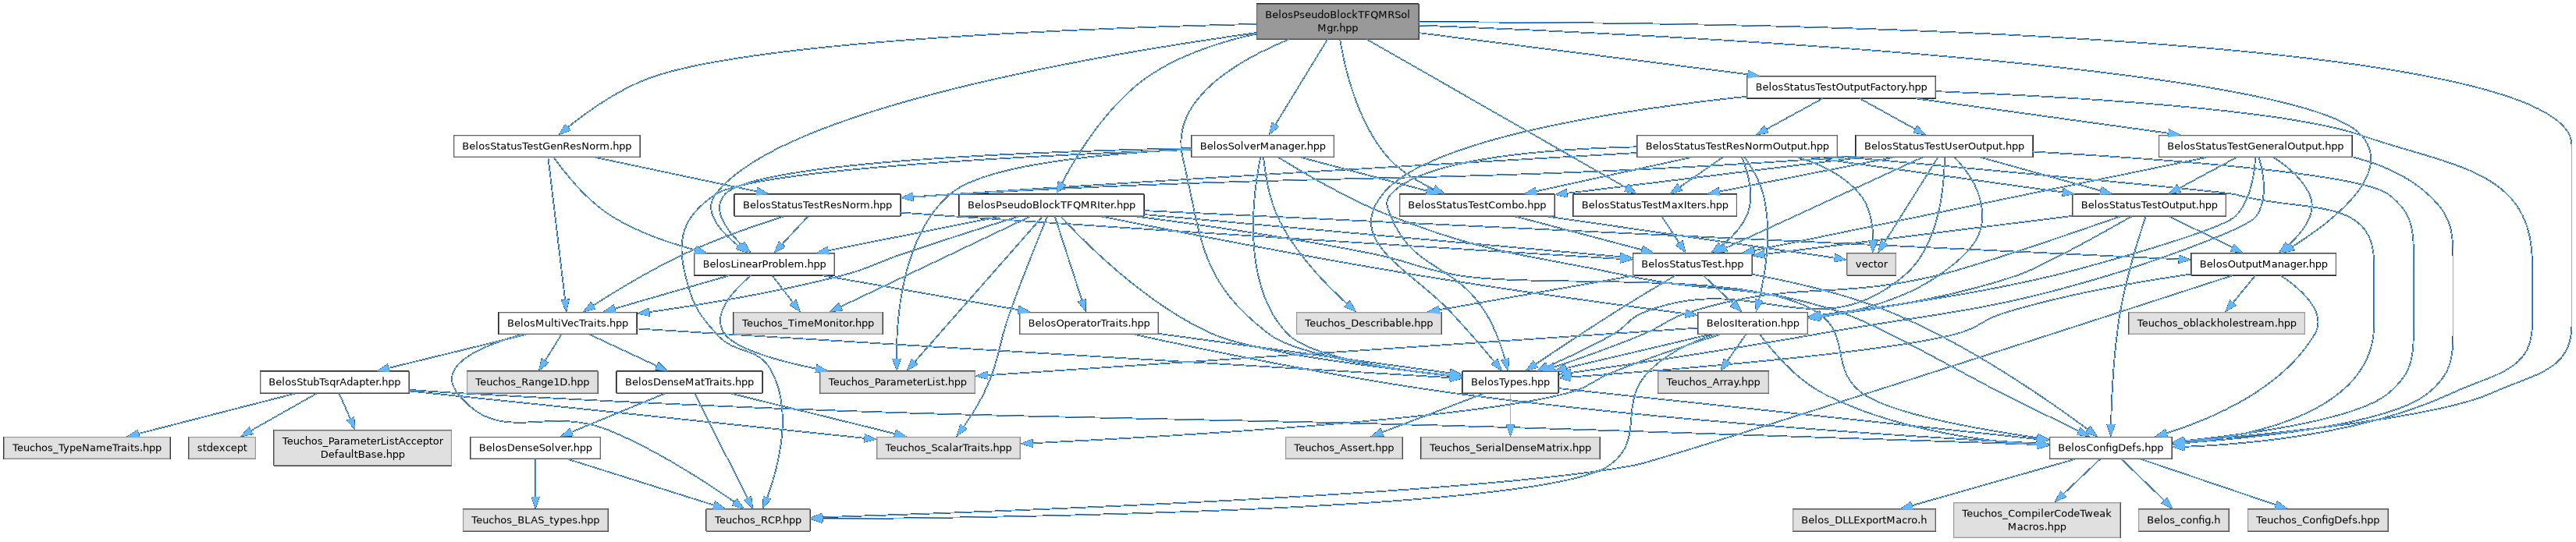 BelosPseudoBlockTFQMRSol
Mgr.hpp
BelosStatusTestOutputFactory.hpp
BelosStatusTestGenResNorm.hpp
BelosSolverManager.hpp
BelosStatusTestResNormOutput.hpp
BelosStatusTestUserOutput.hpp
BelosStatusTestGeneralOutput.hpp
BelosStatusTestResNorm.hpp
BelosPseudoBlockTFQMRIter.hpp
BelosStatusTestCombo.hpp
BelosStatusTestMaxIters.hpp
BelosStatusTestOutput.hpp
BelosLinearProblem.hpp
BelosStatusTest.hpp
vector
BelosOutputManager.hpp
BelosMultiVecTraits.hpp
Teuchos_TimeMonitor.hpp
BelosOperatorTraits.hpp
Teuchos_Describable.hpp
BelosIteration.hpp
Teuchos_oblackholestream.hpp
BelosStubTsqrAdapter.hpp
Teuchos_Range1D.hpp
BelosDenseMatTraits.hpp
Teuchos_ParameterList.hpp
BelosTypes.hpp
Teuchos_Array.hpp
Teuchos_TypeNameTraits.hpp
stdexcept
Teuchos_ParameterListAcceptor
DefaultBase.hpp
BelosDenseSolver.hpp
Teuchos_ScalarTraits.hpp
Teuchos_Assert.hpp
Teuchos_SerialDenseMatrix.hpp
BelosConfigDefs.hpp
Teuchos_BLAS_types.hpp
Teuchos_RCP.hpp
Belos_DLLExportMacro.h
Teuchos_CompilerCodeTweak
Macros.hpp
Belos_config.h
Teuchos_ConfigDefs.hpp